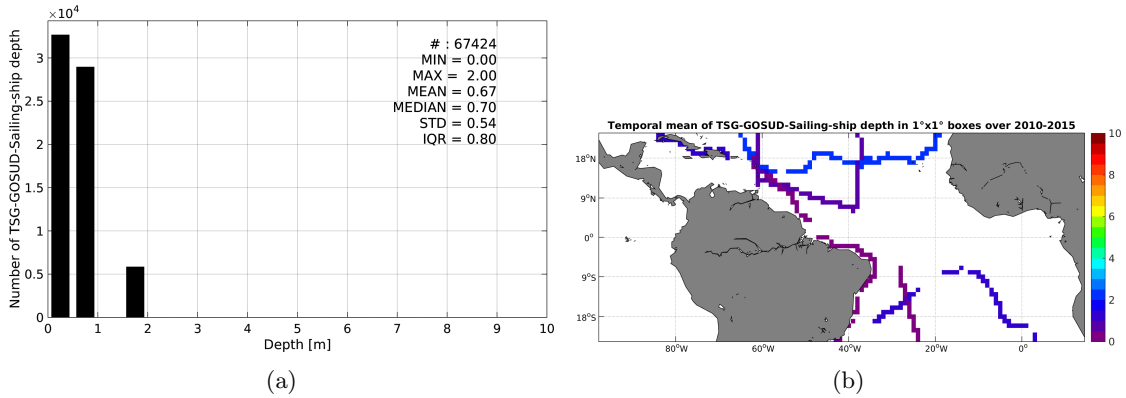 ×10⁴
Number of TSG-GOSUD-Sailing-ship depth
3
2.5
2
1.5
1
0.5
0
# : 67424
MIN = 0.00
MAX = 2.00
MEAN = 0.67
MEDIAN = 0.70
STD = 0.54
IQR = 0.80
0 1 2 3 4 5 6 7 8 9 10
Depth [m]
(a)
Temporal mean of TSG-GOSUD-Sailing-ship depth in 1°x1° boxes over 2010-2015
18°N
9°N
0°
9°S
18°S
80°W 60°W 40°W 20°W 0°
10
8
6
4
2
0
(b)